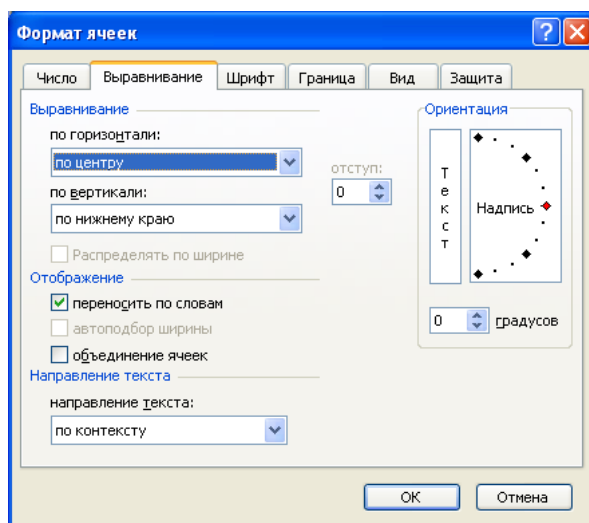 Формат ячеек
Число Выравнивание Шрифт Граница Вид Защита
Выравнивание
по горизонтали:
по центру
отступ:
0
по вертикали:
по нижнему краю
Распределять по ширине
Отображение
переносить по словам
автоподбор ширины
объединение ячеек
Направление текста
направление текста:
по контексту
Ориентация
Текст
Надпись
0 градусов
ОК Отмена